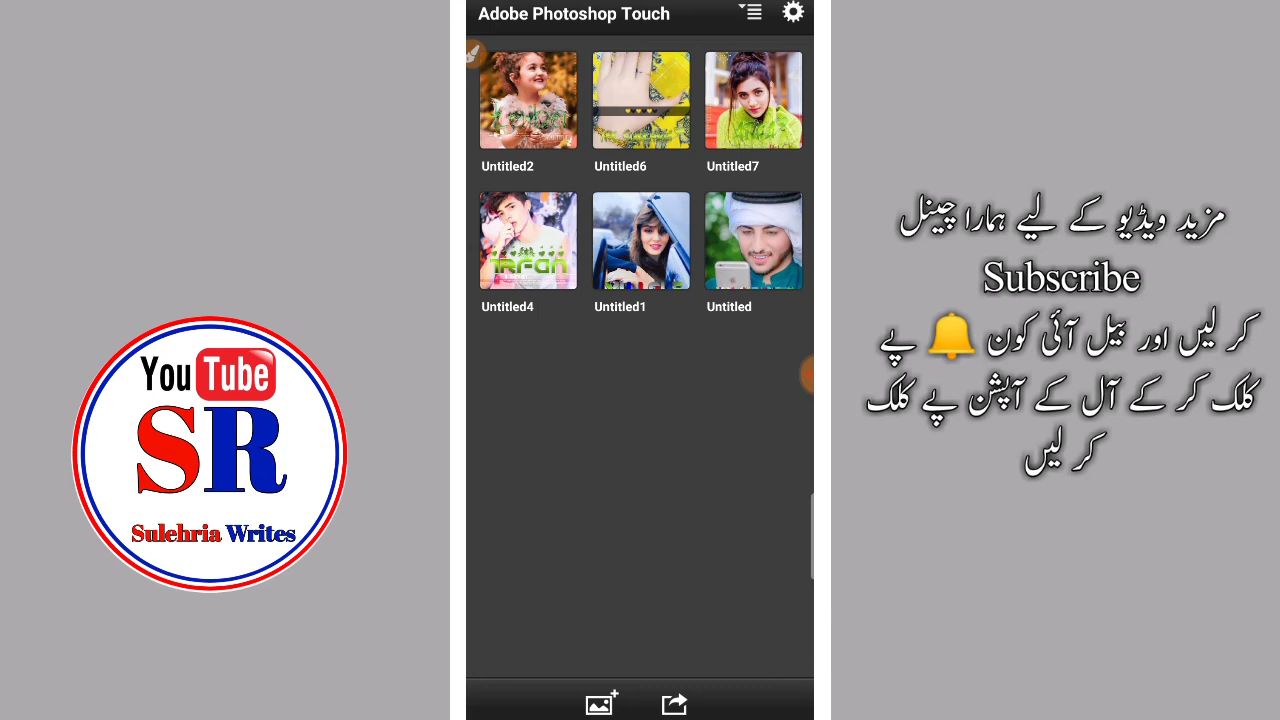 Adobe Photoshop Touch
Untitled2
Untitled6
Untitled7
IRFAN
Untitled4
Untitled1
Untitled
YouTube
SR
Sulehria Writes
مزید ویڈیو کے لیے ہمارا چینل
Subscribe
کر لیں اور بیل آئی کون 🔔 پے
کلک کر کے آل کے آپشن پے کلک
کر لیں